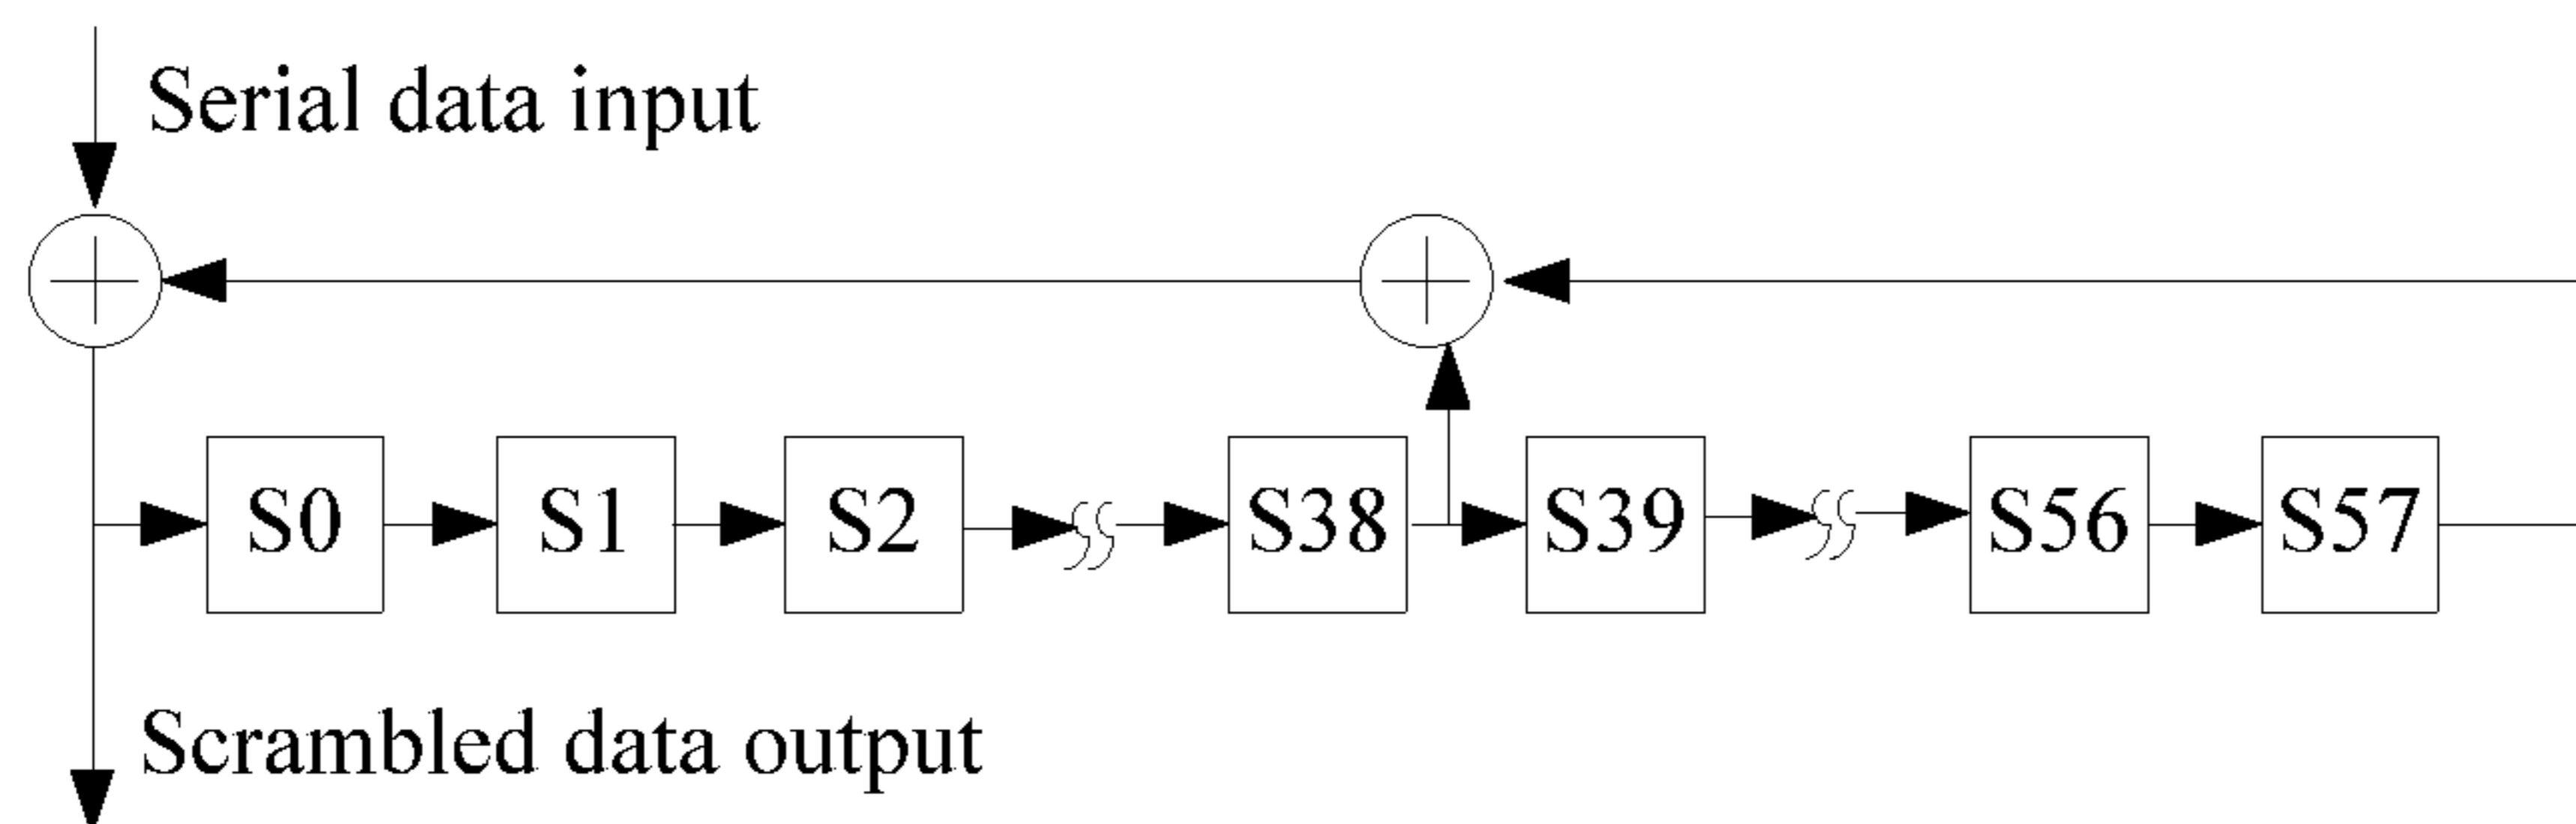 Serial data input
S0 S1 S2 S38 S39 S56 S57
Scrambled data output